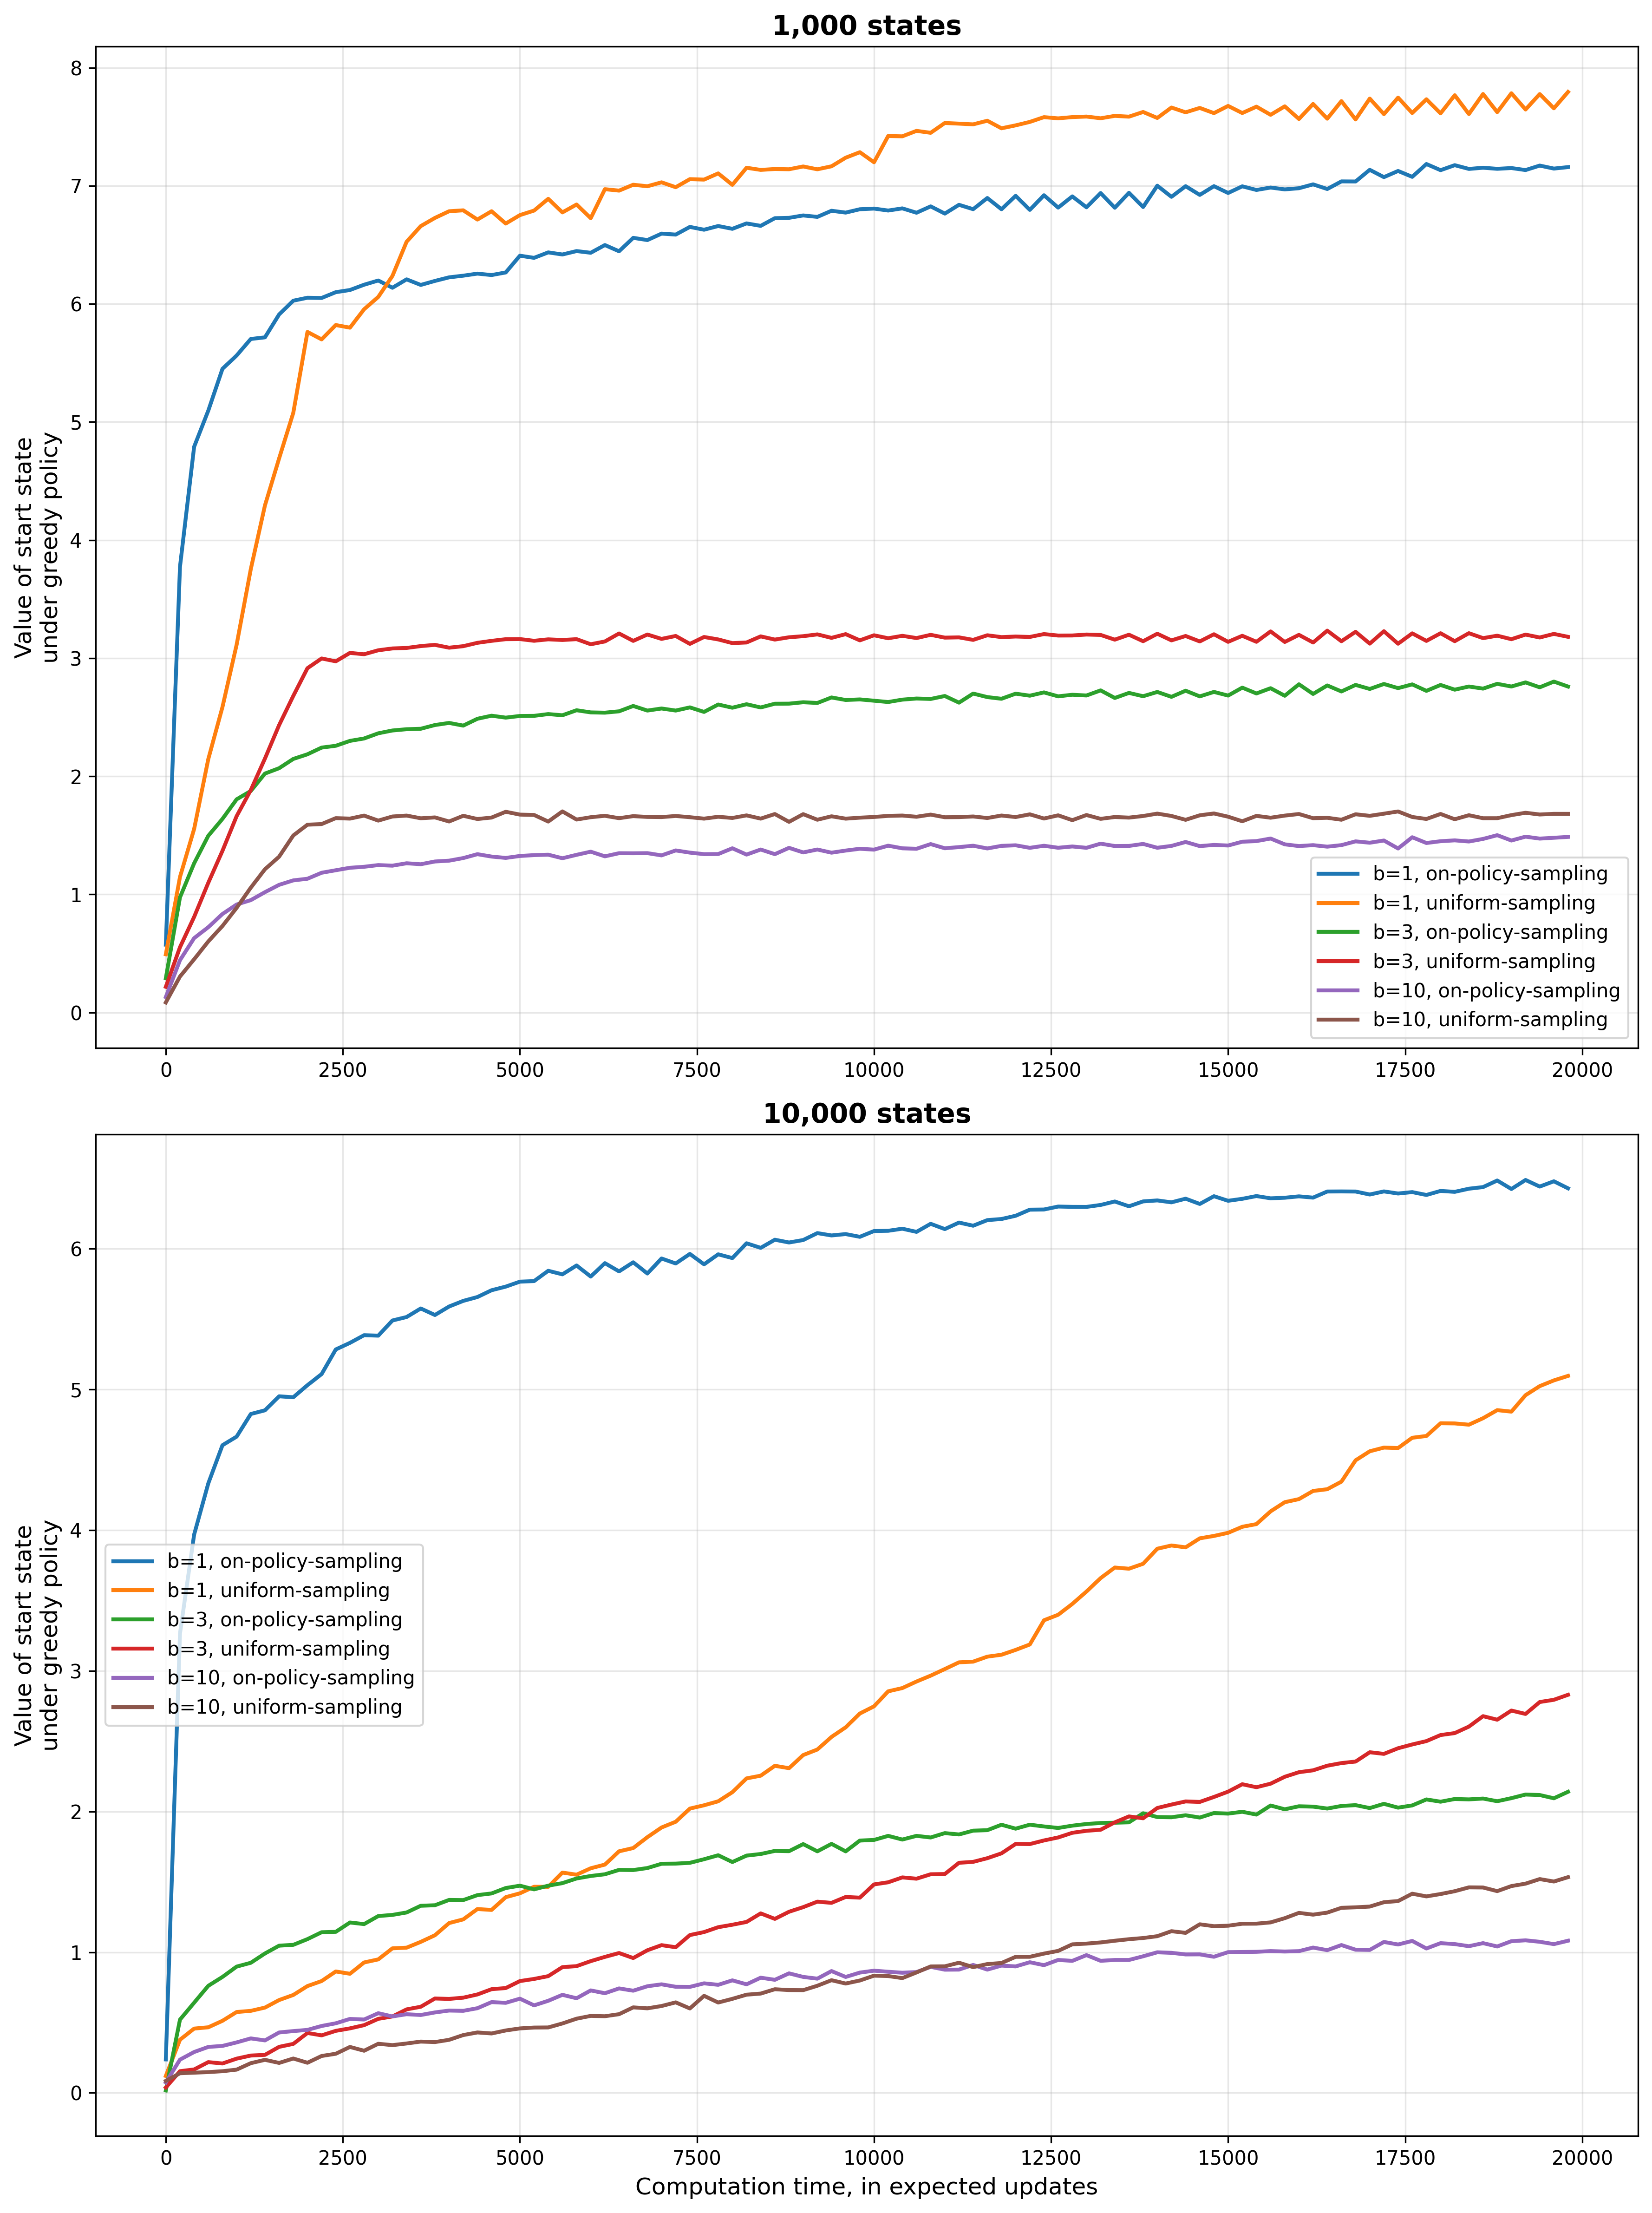 1,000 states
8
7
6
5
4
3
2
1
0
Value of start state
under greedy policy
b=1, on-policy-sampling
b=1, uniform-sampling
b=3, on-policy-sampling
b=3, uniform-sampling
b=10, on-policy-sampling
b=10, uniform-sampling
0 2500 5000 7500 10000 12500 15000 17500 20000
10,000 states
6
5
4
3
2
1
0
Value of start state
under greedy policy
b=1, on-policy-sampling
b=1, uniform-sampling
b=3, on-policy-sampling
b=3, uniform-sampling
b=10, on-policy-sampling
b=10, uniform-sampling
0 2500 5000 7500 10000 12500 15000 17500 20000
Computation time, in expected updates